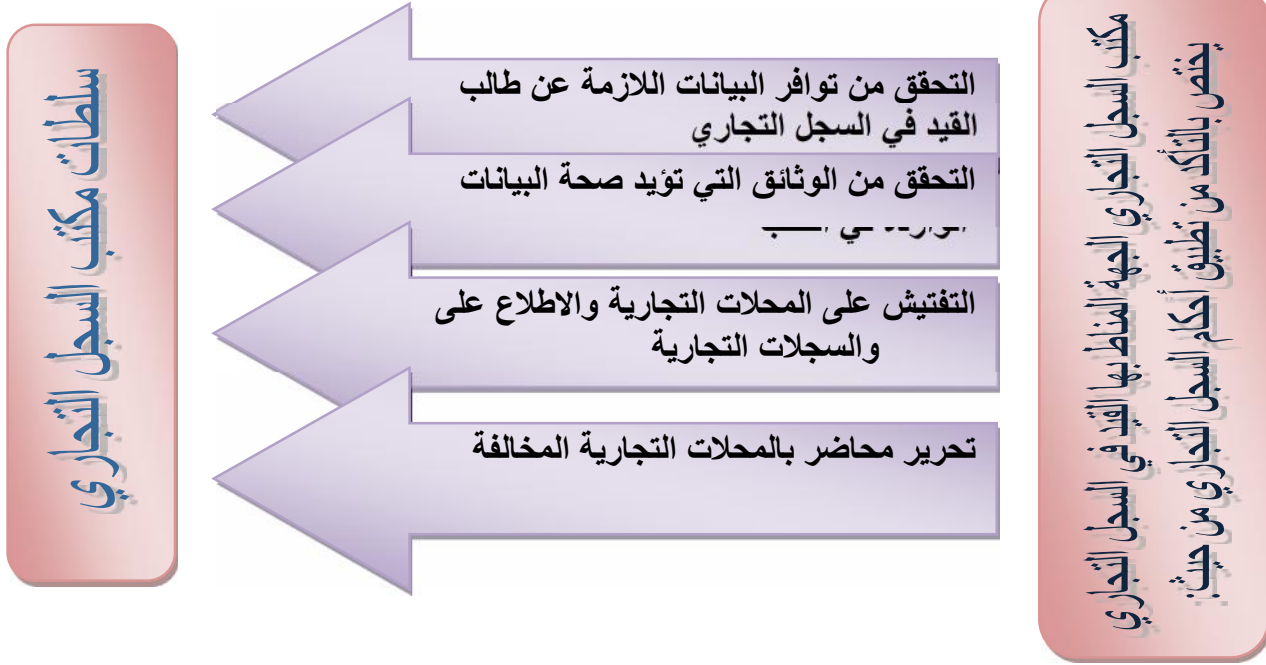 مكتب السجل التجاري الجهة المناط بها القيد في السجل التجاري
يختص بالتأكد من تطبيق أحكام السجل التجاري من حيث:
التحقق من توافر البيانات اللازمة عن طالب
القيد في السجل التجاري
التحقق من الوثائق التي تؤيد صحة البيانات
التفتيش على المحلات التجارية والاطلاع على
والسجلات التجارية
تحرير محاضر بالمحلات التجارية المخالفة
سلطات مكتب السجل التجاري